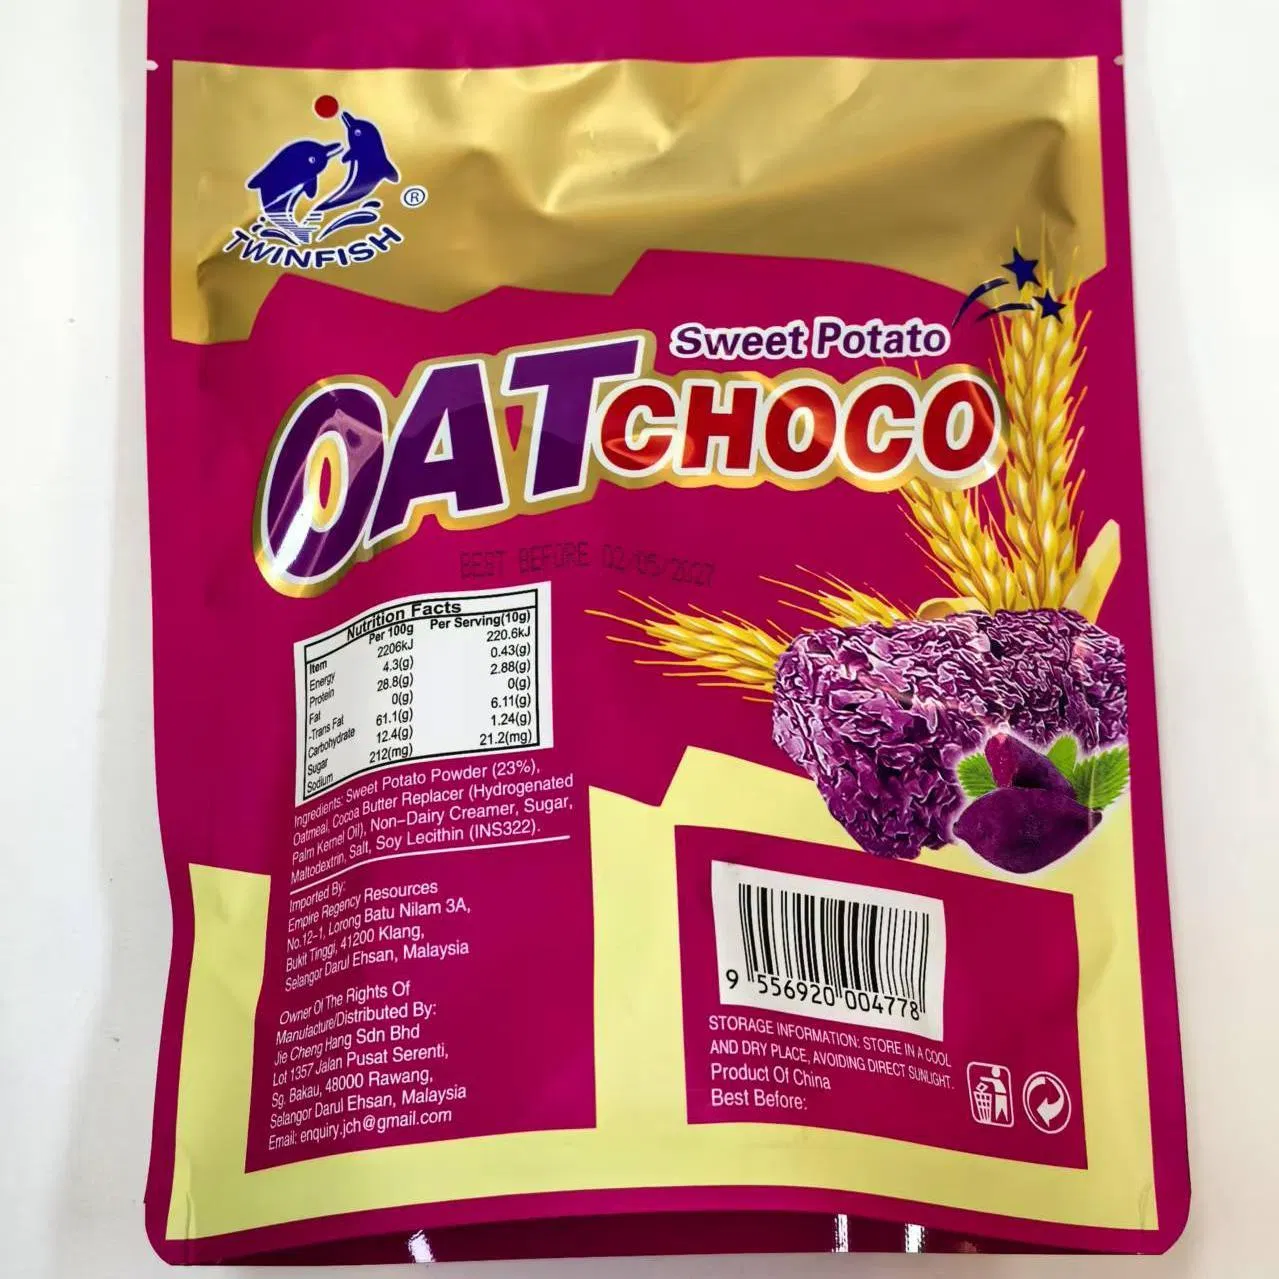 TWINFISH
®
Sweet Potato
OATCHOCO
BEST BEFORE 02/05/2027
Nutrition Facts
Item Per 100g Per Serving(10g)
Energy 2206kJ 220.6kJ
Protein 4.3(g) 0.43(g)
Fat 28.8(g) 2.88(g)
-Trans Fat 0(g) 0(g)
Carbohydrate 61.1(g) 6.11(g)
Sugar 12.4(g) 1.24(g)
Sodium 212(mg) 21.2(mg)
Ingredients: Sweet Potato Powder (23%),
Oatmeal, Cocoa Butter Replacer (Hydrogenated
Palm Kernel Oil), Non-Dairy Creamer, Sugar,
Maltodextrin, Salt, Soy Lecithin (INS322).
Imported By:
Empire Regency Resources
No.12-1, Lorong Batu Nilam 3A,
Bukit Tinggi, 41200 Klang,
Selangor Darul Ehsan, Malaysia
Owner Of The Rights Of
Manufacture/Distributed By:
Jie Cheng Hang Sdn Bhd
Lot 1357 Jalan Pusat Serenti,
Sg. Bakau, 48000 Rawang,
Selangor Darul Ehsan, Malaysia
Email: enquiry.jch@gmail.com
9 556920 004778
STORAGE INFORMATION: STORE IN A COOL
AND DRY PLACE, AVOIDING DIRECT SUNLIGHT.
Product Of China
Best Before: